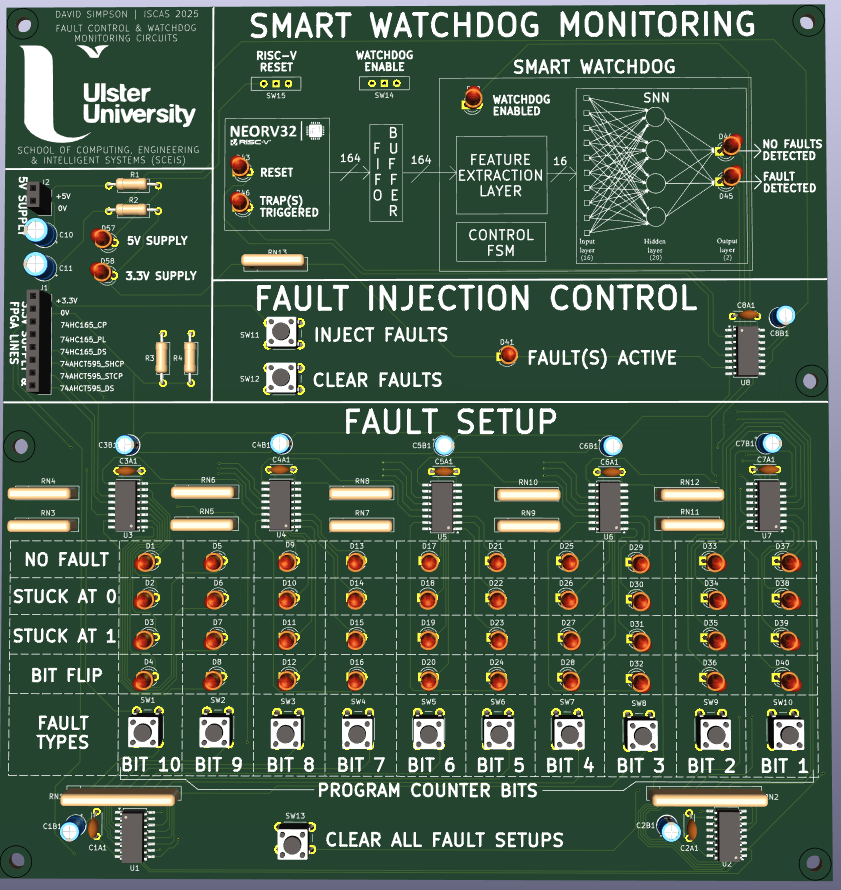 DAVID SIMPSON | ISCAS 2025
FAULT CONTROL & WATCHDOG
MONITORING CIRCUITS
Ulster
University
SCHOOL OF COMPUTING, ENGINEERING
& INTELLIGENT SYSTEMS (SCEIS)
SMART WATCHDOG MONITORING
RISC-V
RESET
SW15
WATCHDOG
ENABLE
SW14
SMART WATCHDOG
WATCHDOG
ENABLED
SNN
NEORV32
RISC-V
RESET
D46
TRAP(S)
TRIGGERED
164
FIFO
BUFFER
164
FEATURE
EXTRACTION
LAYER
16
CONTROL
FSM
Input
layer
(16)
Hidden
layer
(20)
Output
layer
(2)
NO FAULTS
DETECTED
D45
FAULT
DETECTED
RN13
5V SUPPLY
J2
+5V
0V
R1
R2
C10
D57
5V SUPPLY
C11
D58
3.3V SUPPLY
J1
FPGA LINES
+3.3V
0V
74HC165_CP
74HC165_PL
74HC165_DS
74AHCT595_SHCP
74AHCT595_STCP
74AHCT595_DS
R3
R4
FAULT INJECTION CONTROL
SW11
INJECT FAULTS
SW12
CLEAR FAULTS
D41
FAULT(S) ACTIVE
C8A1
C8B1
U8
FAULT SETUP
C3B1
C4B1
C5B1
C6B1
C7B1
C3A1
C4A1
C5A1
C6A1
C7A1
RN4
RN6
RN8
RN10
RN12
RN3
RN5
RN7
RN9
RN11
U3
U4
U5
U6
U7
NO FAULT
D1 D5 D9 D13 D17 D21 D25 D29 D33 D37
STUCK AT 0
D2 D6 D10 D14 D18 D22 D26 D30 D34 D38
STUCK AT 1
D3 D7 D11 D15 D19 D23 D27 D31 D35 D39
BIT FLIP
D4 D8 D12 D16 D20 D24 D28 D32 D36 D40
FAULT
TYPES
SW1 SW2 SW3 SW4 SW5 SW6 SW7 SW8 SW9 SW10
BIT 10 BIT 9 BIT 8 BIT 7 BIT 6 BIT 5 BIT 4 BIT 3 BIT 2 BIT 1
PROGRAM COUNTER BITS
C1B1
C1A1
U1
SW13
CLEAR ALL FAULT SETUPS
C2B1
C2A1
U2